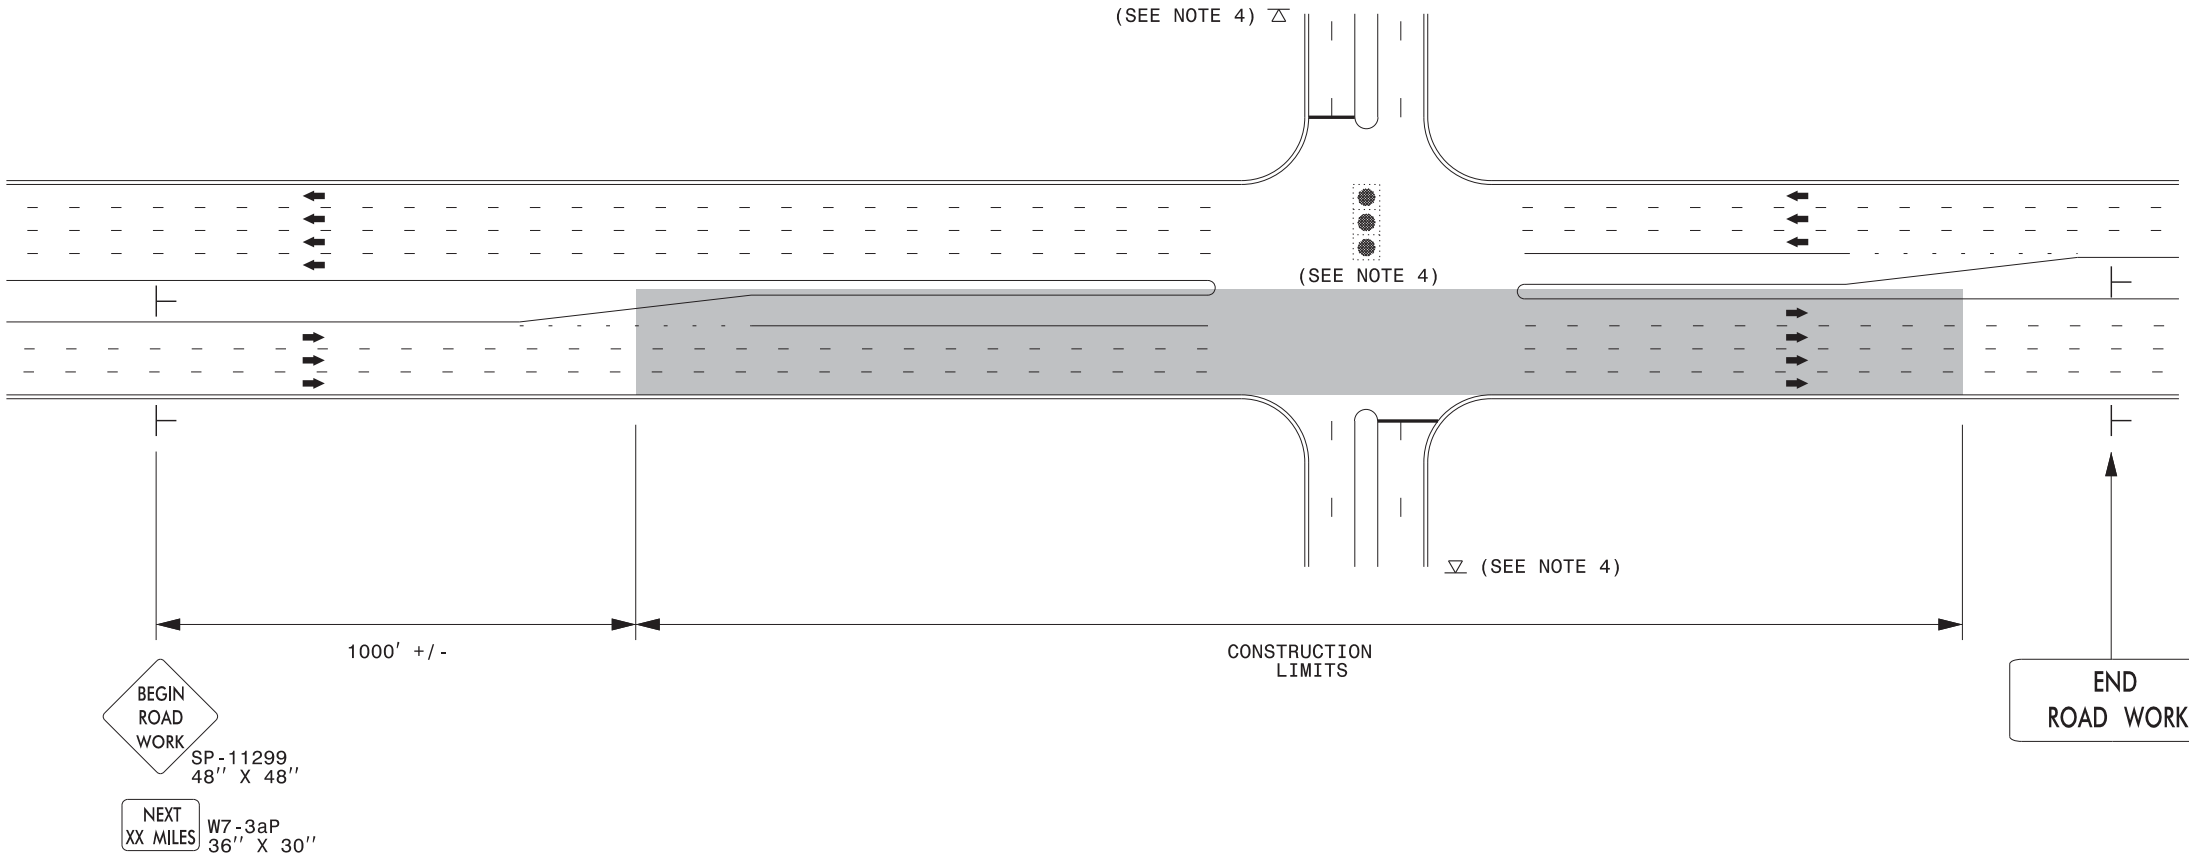 (SEE NOTE 4)
(SEE NOTE 4)
(SEE NOTE 4)
1000' +/-
CONSTRUCTION
LIMITS
BEGIN
ROAD
WORK
SP-11299
48'' X 48''
NEXT
XX MILES
W7-3aP
36'' X 30''
END
ROAD WORK